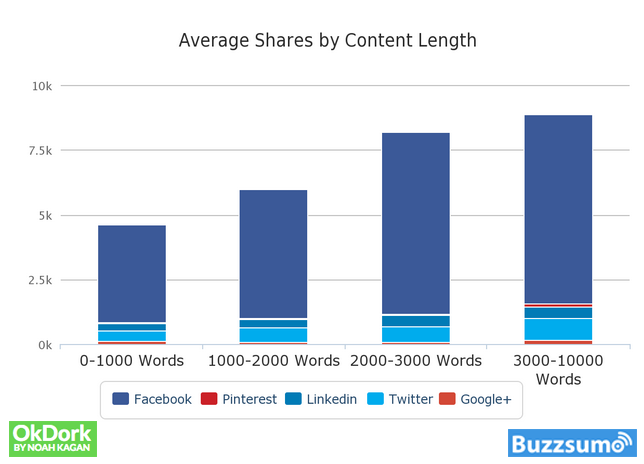 Average Shares by Content Length
10k
7.5k
5k
2.5k
0k
0-1000 Words
1000-2000 Words
2000-3000 Words
3000-10000
Words
Facebook
Pinterest
Linkedin
Twitter
Google+
OkDork
BY NOAH KAGAN
Buzzsumo